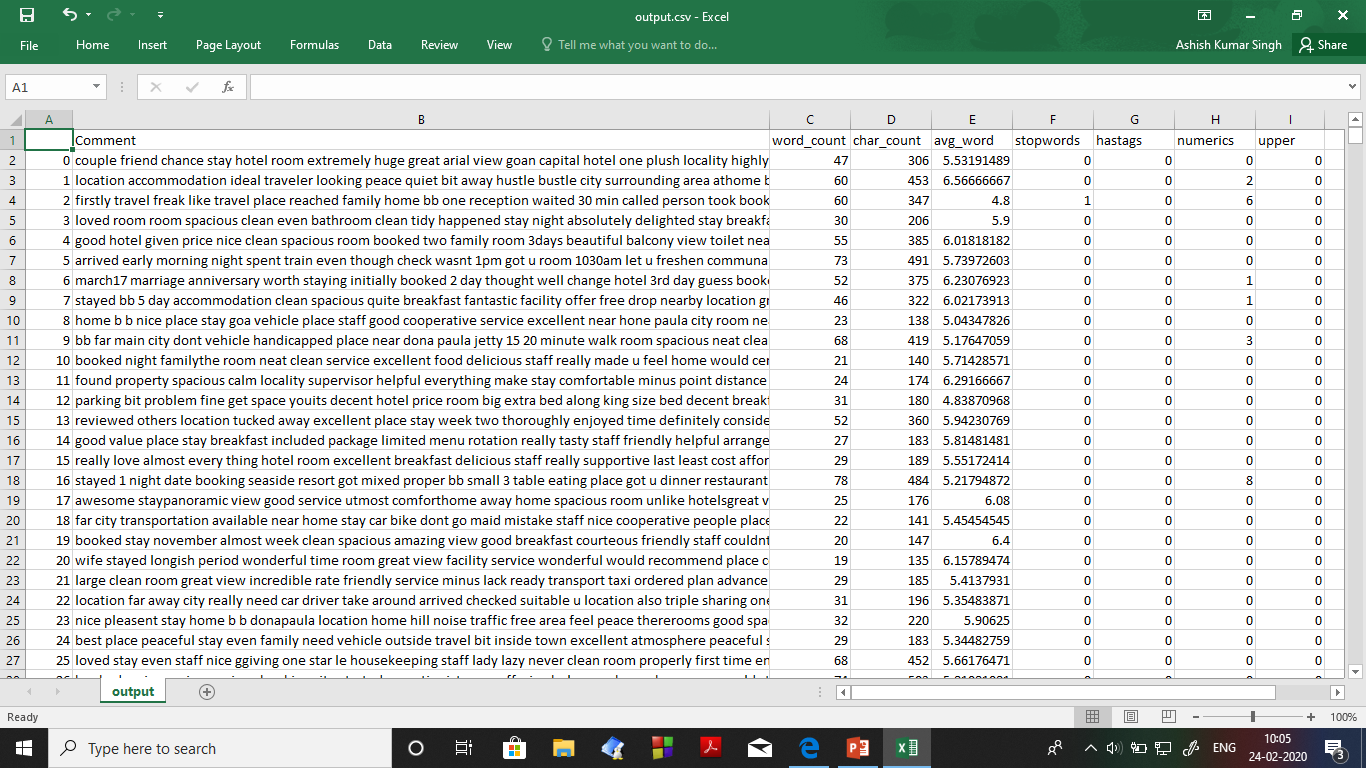 output.csv - Excel
File Home Insert Page Layout Formulas Data Review View Tell me what you want to do... Ashish Kumar Singh Share
A1 fx
A B C D E F G H I
1 Comment word_count char_count avg_word stopwords hastags numerics upper
2 0 couple friend chance stay hotel room extremely huge great arial view goan capital hotel one plush locality highly 47 306 5.53191489 0 0 0 0
3 1 location accommodation ideal traveler looking peace quiet bit away hustle bustle city surrounding area athome b 60 453 6.56666667 0 0 2 0
4 2 firstly travel freak like travel place reached family home bb one reception waited 30 min called person took book 60 347 4.8 1 0 6 0
5 3 loved room room spacious clean even bathroom clean tidy happened stay night absolutely delighted stay breakfa 30 206 5.9 0 0 0 0
6 4 good hotel given price nice clean spacious room booked two family room 3days beautiful balcony view toilet nea 55 385 6.01818182 0 0 0 0
7 5 arrived early morning night spent train even though check wasnt 1pm got u room 1030am let u freshen communa 73 491 5.73972603 0 0 0 0
8 6 march17 marriage anniversary worth staying initially booked 2 day thought well change hotel 3rd day guess book 52 375 6.23076923 0 0 1 0
9 7 stayed bb 5 day accommodation clean spacious quite breakfast fantastic facility offer free drop nearby location gr 46 322 6.02173913 0 0 1 0
10 8 home b b nice place stay goa vehicle place staff good cooperative service excellent near hone paula city room ne 23 138 5.04347826 0 0 0 0
11 9 bb far main city dont vehicle handicapped place near dona paula jetty 15 20 minute walk room spacious neat clea 68 419 5.17647059 0 0 3 0
12 10 booked night familythe room neat clean service excellent food delicious staff really made u feel home would cer 21 140 5.71428571 0 0 0 0
13 11 found property spacious calm locality supervisor helpful everything make stay comfortable minus point distance 24 174 6.29166667 0 0 0 0
14 12 parking bit problem fine get space youits decent hotel price room big extra bed along king size bed decent break 31 180 4.83870968 0 0 0 0
15 13 reviewed others location tucked away excellent place stay week two thoroughly enjoyed time definitely conside 52 360 5.94230769 0 0 0 0
16 14 good value place stay breakfast included package limited menu rotation really tasty staff friendly helpful arrange 27 183 5.81481481 0 0 0 0
17 15 really love almost every thing hotel room excellent breakfast delicious staff really supportive last least cost affor 29 189 5.55172414 0 0 0 0
18 16 stayed 1 night date booking seaside resort got mixed proper bb small 3 table eating place got u dinner restaurant 78 484 5.21794872 0 0 8 0
19 17 awesome staypanoramic view good service utmost comforthome away home spacious room unlike hotelsgreat v 25 176 6.08 0 0 0 0
20 18 far city transportation available near home stay car bike dont go maid mistake staff nice cooperative people place 22 141 5.45454545 0 0 0 0
21 19 booked stay november almost week clean spacious amazing view good breakfast courteous friendly staff couldnt 20 147 6.4 0 0 0 0
22 20 wife stayed longish period wonderful time room great view facility service wonderful would recommend place c 19 135 6.15789474 0 0 0 0
23 21 large clean room great view incredible rate friendly service minus lack ready transport taxi ordered plan advance 29 185 5.4137931 0 0 0 0
24 22 location far away city really need car driver take around arrived checked suitable u location also triple sharing one 31 196 5.35483871 0 0 0 0
25 23 nice pleasent stay home b b donapaula location home hill noise traffic free area feel peace thererooms good spa 32 220 5.90625 0 0 0 0
26 24 best place peaceful stay even family need vehicle outside travel bit inside town excellent atmosphere peaceful s 29 183 5.34482759 0 0 0 0
27 25 loved stay even staff nice ggiving one star le housekeeping staff lady lazy never clean room properly first time en 68 452 5.66176471 0 0 0 0
output
Ready 100%
Type here to search ENG 10:05
24-02-2020 3